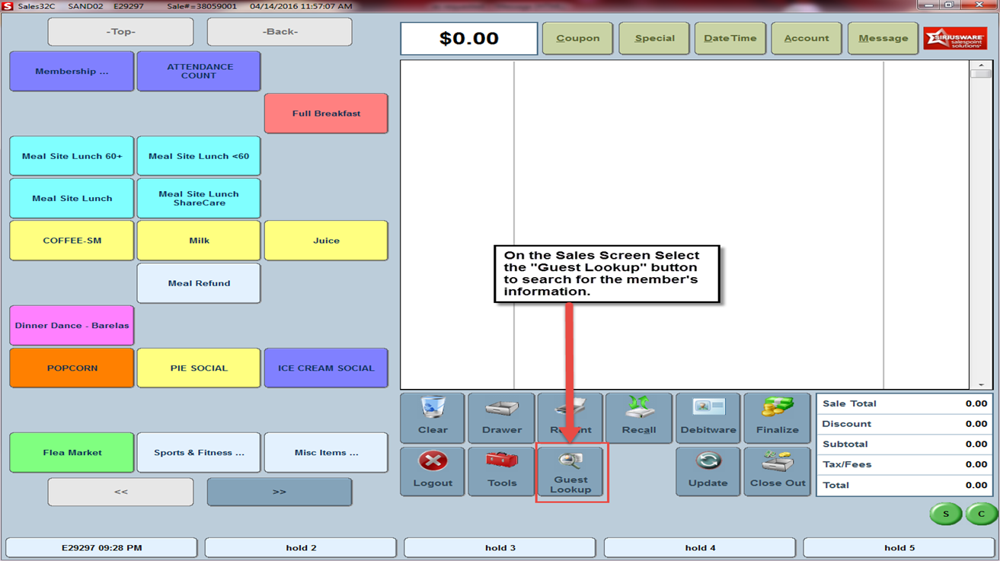 Sales32C SAND02 E29297 Sale#=38059001 04/14/2016 11:57:07 AM
-Top- -Back-
$0.00
Coupon Special DateTime Account Message
SIRIUSWARE
salespoint
solutions
Membership ...
ATTENDANCE
COUNT
Full Breakfast
Meal Site Lunch 60+ Meal Site Lunch <60
Meal Site Lunch
Meal Site Lunch
ShareCare
COFFEE-SM Milk Juice
Meal Refund
Dinner Dance - Barelas
POPCORN PIE SOCIAL ICE CREAM SOCIAL
Flea Market Sports & Fitness ... Misc Items ...
<< >>
On the Sales Screen Select
the "Guest Lookup" button
to search for the member's
information.
Clear Drawer Recall Debitware Finalize
Logout Tools
Guest
Lookup
Update Close Out
Sale Total 0.00
Discount 0.00
Subtotal 0.00
Tax/Fees 0.00
Total 0.00
S C
E29297 09:28 PM hold 2 hold 3 hold 4 hold 5